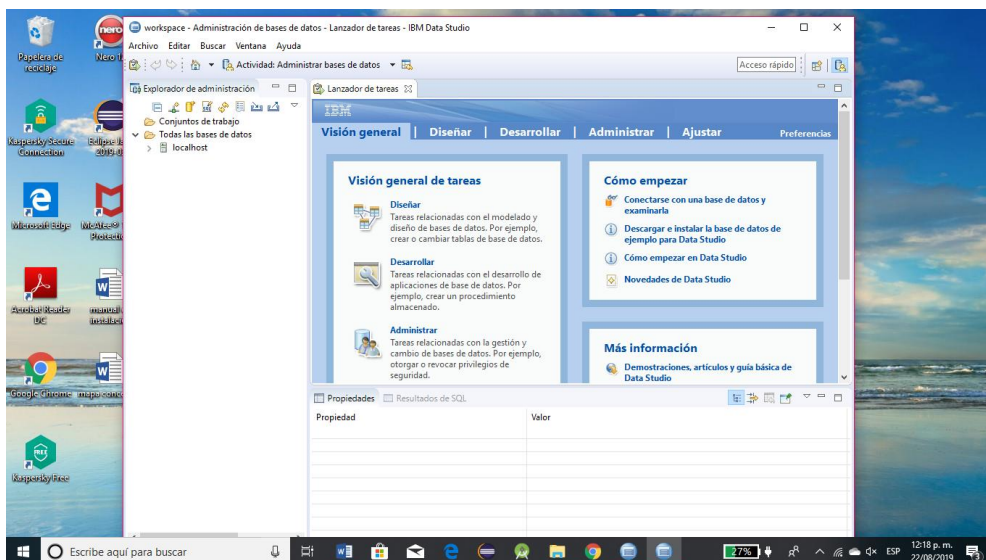 workspace - Administración de bases de datos - Lanzador de tareas - IBM Data Studio
Archivo Editar Buscar Ventana Ayuda
Actividad: Administrar bases de datos
Acceso rápido
Explorador de administración
Conjuntos de trabajo
Todas las bases de datos
localhost
Lanzador de tareas
IBM
Visión general | Diseñar | Desarrollar | Administrar | Ajustar
Preferencias
Visión general de tareas
Diseñar
Tareas relacionadas con el modelado y
diseño de bases de datos. Por ejemplo,
crear o cambiar tablas de base de datos.
Desarrollar
Tareas relacionadas con el desarrollo de
aplicaciones de base de datos. Por
ejemplo, crear un procedimiento
almacenado.
Administrar
Tareas relacionadas con la gestión y
cambio de bases de datos. Por ejemplo,
otorgar o revocar privilegios de
seguridad.
Cómo empezar
Conectarse con una base de datos y
examinarla
Descargar e instalar la base de datos de
ejemplo para Data Studio
Cómo empezar en Data Studio
Novedades de Data Studio
Más información
Demostraciones, artículos y guía básica de
Data Studio
Propiedades
Resultados de SQL
Propiedad
Valor
Papelera de
reciclaje
nero
Nero
Kaspersky Secure
Connection
Eclipse
Microsoft Edge
McAfee®
Acrobat Reader
DC
manual
Google Chrome
mapa
FREE
Kaspersky Free
Escribe aquí para buscar
27%
ESP
12:18 p. m.
22/08/2019
3